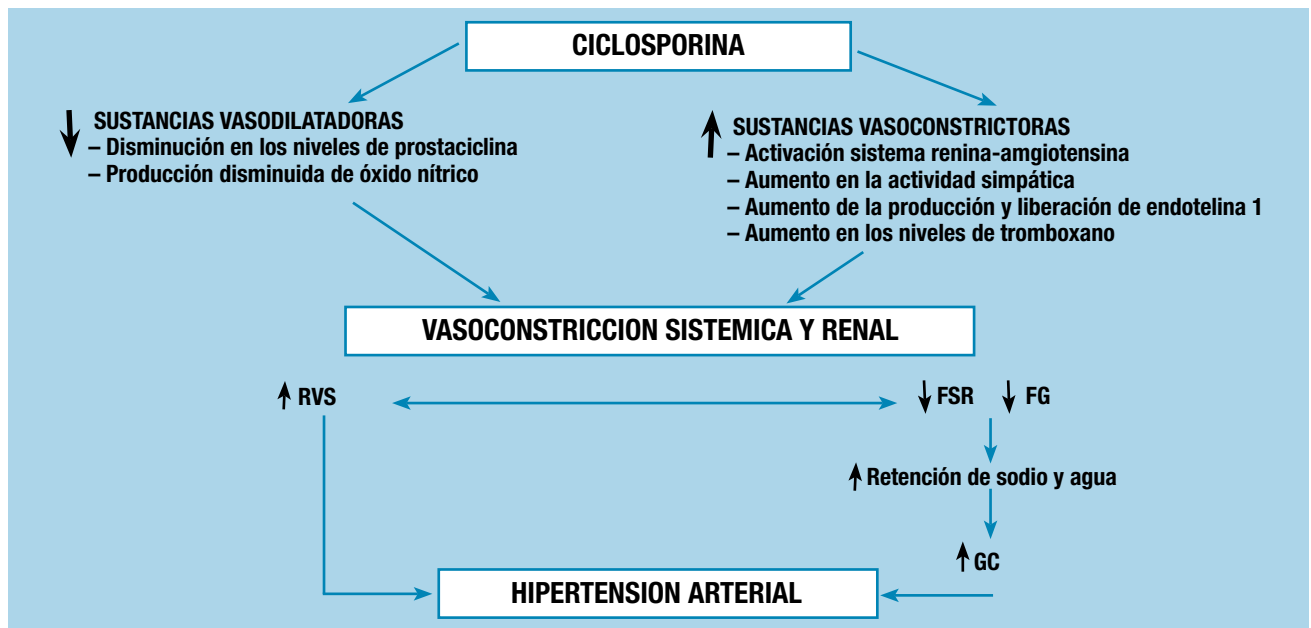 CICLOSPORINA
SUSTANCIAS VASODILATADORAS
– Disminución en los niveles de prostaciclina
– Producción disminuida de óxido nítrico
SUSTANCIAS VASOCONSTRICTORAS
– Activación sistema renina-amgiotensina
– Aumento en la actividad simpática
– Aumento de la producción y liberación de endotelina 1
– Aumento en los niveles de tromboxano
VASOCONSTRICCION SISTEMICA Y RENAL
RVS
FSR
FG
Retención de sodio y agua
GC
HIPERTENSION ARTERIAL